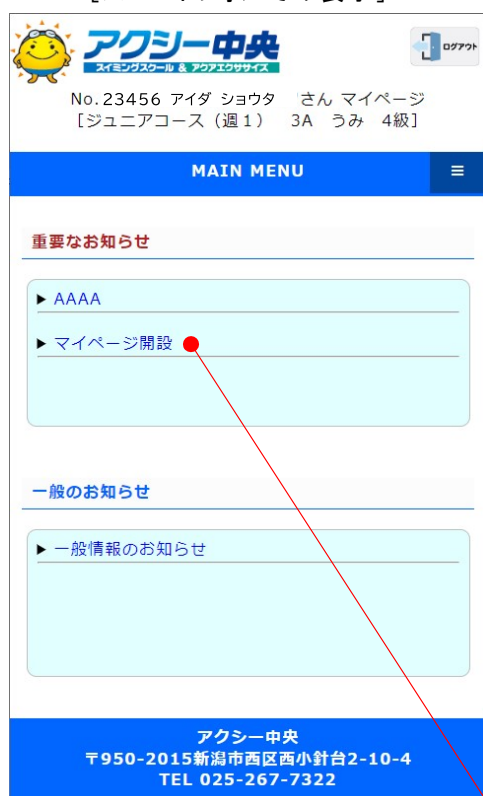 アクシー中央
スイミングスクール & アクアエクササイズ
ログアウト
No.23456 アイダ ショウタ さん マイページ
[ジュニアコース（週1） 3A うみ 4級]
MAIN MENU
重要なお知らせ
▶ AAAA
▶ マイページ開設
一般のお知らせ
▶ 一般情報のお知らせ
アクシー中央
〒950-2015新潟市西区西小針台2-10-4
TEL 025-267-7322